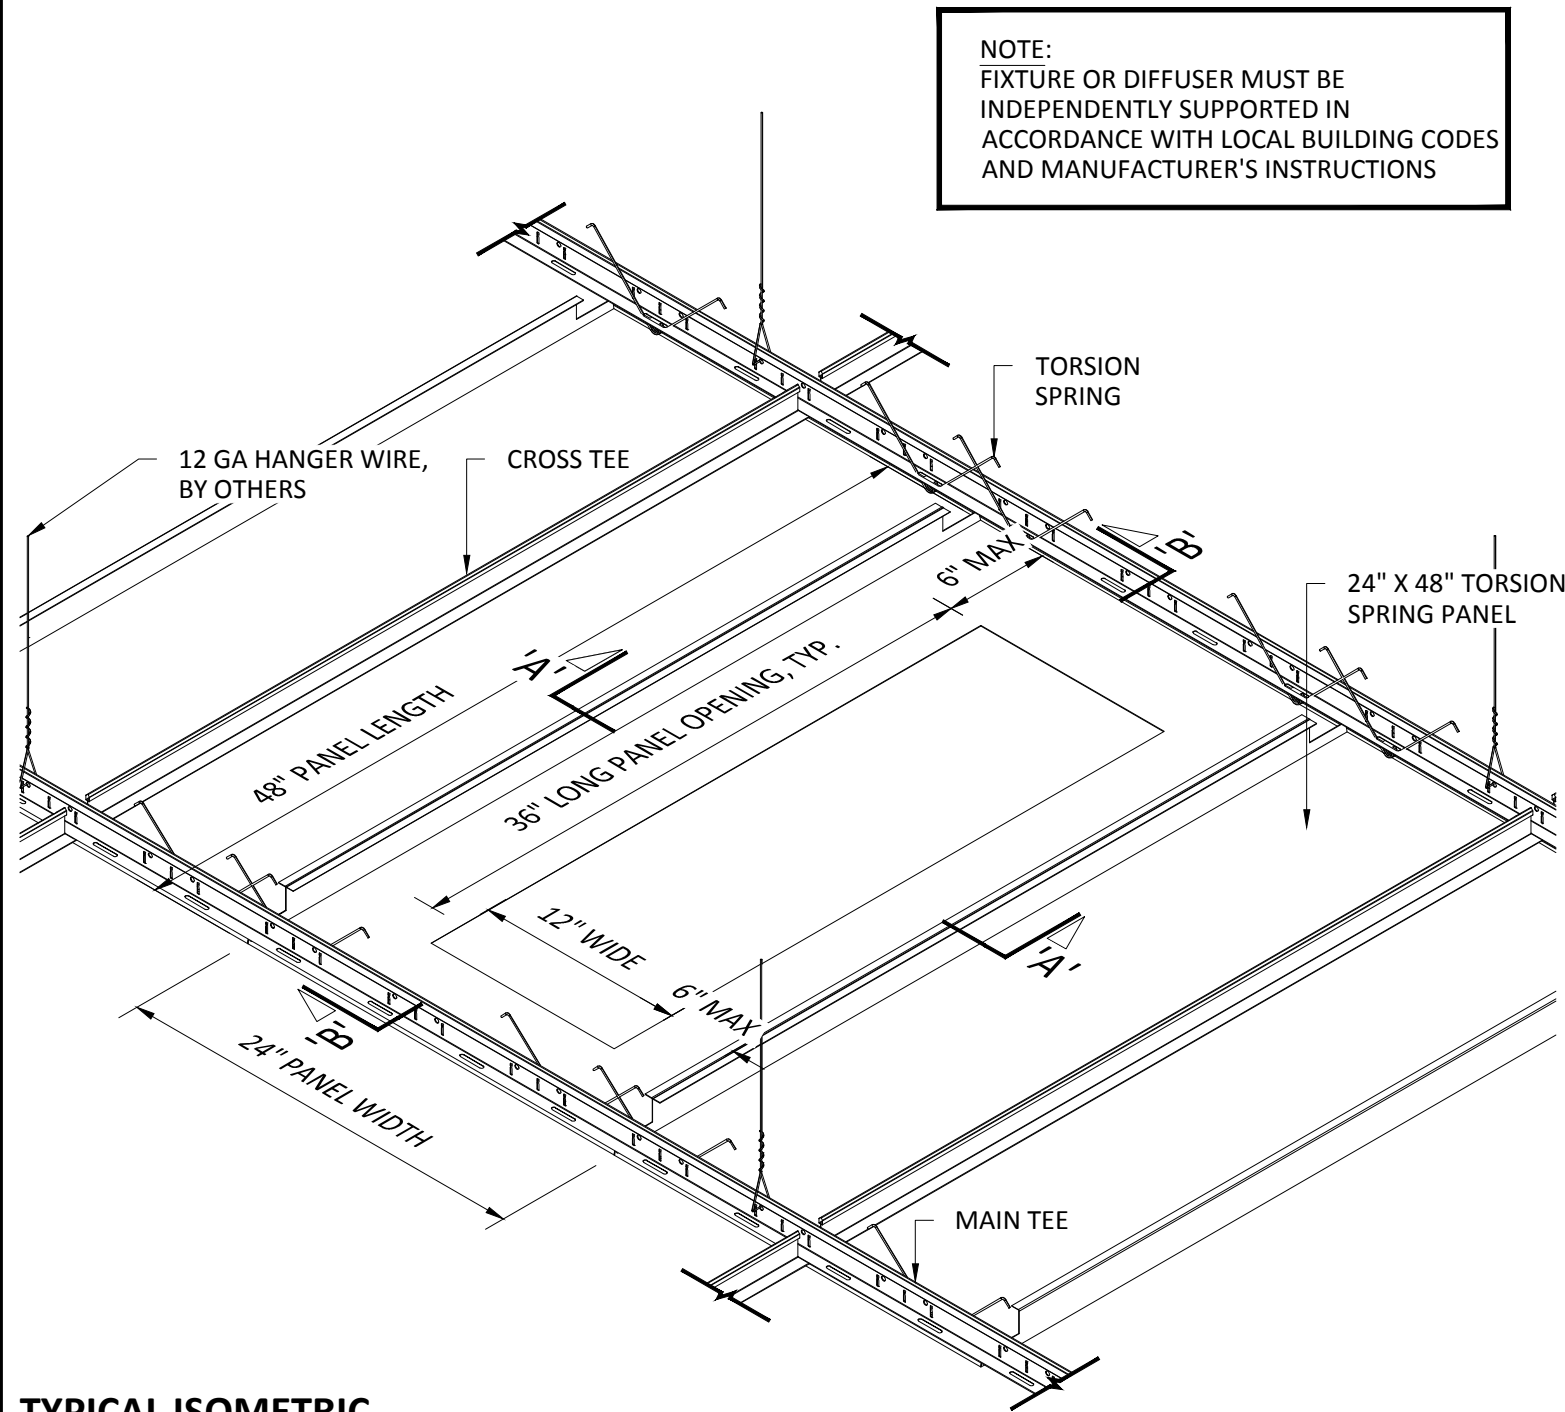 NOTE:
FIXTURE OR DIFFUSER MUST BE
INDEPENDENTLY SUPPORTED IN
ACCORDANCE WITH LOCAL BUILDING CODES
AND MANUFACTURER'S INSTRUCTIONS
TORSION
SPRING
12 GA HANGER WIRE,
BY OTHERS
CROSS TEE
'B'
6" MAX
24" X 48" TORSION
SPRING PANEL
'A'
48" PANEL LENGTH
36" LONG PANEL OPENING, TYP.
12" WIDE
6" MAX
'A'
'B'
24" PANEL WIDTH
MAIN TEE
TYPICAL ISOMETRIC